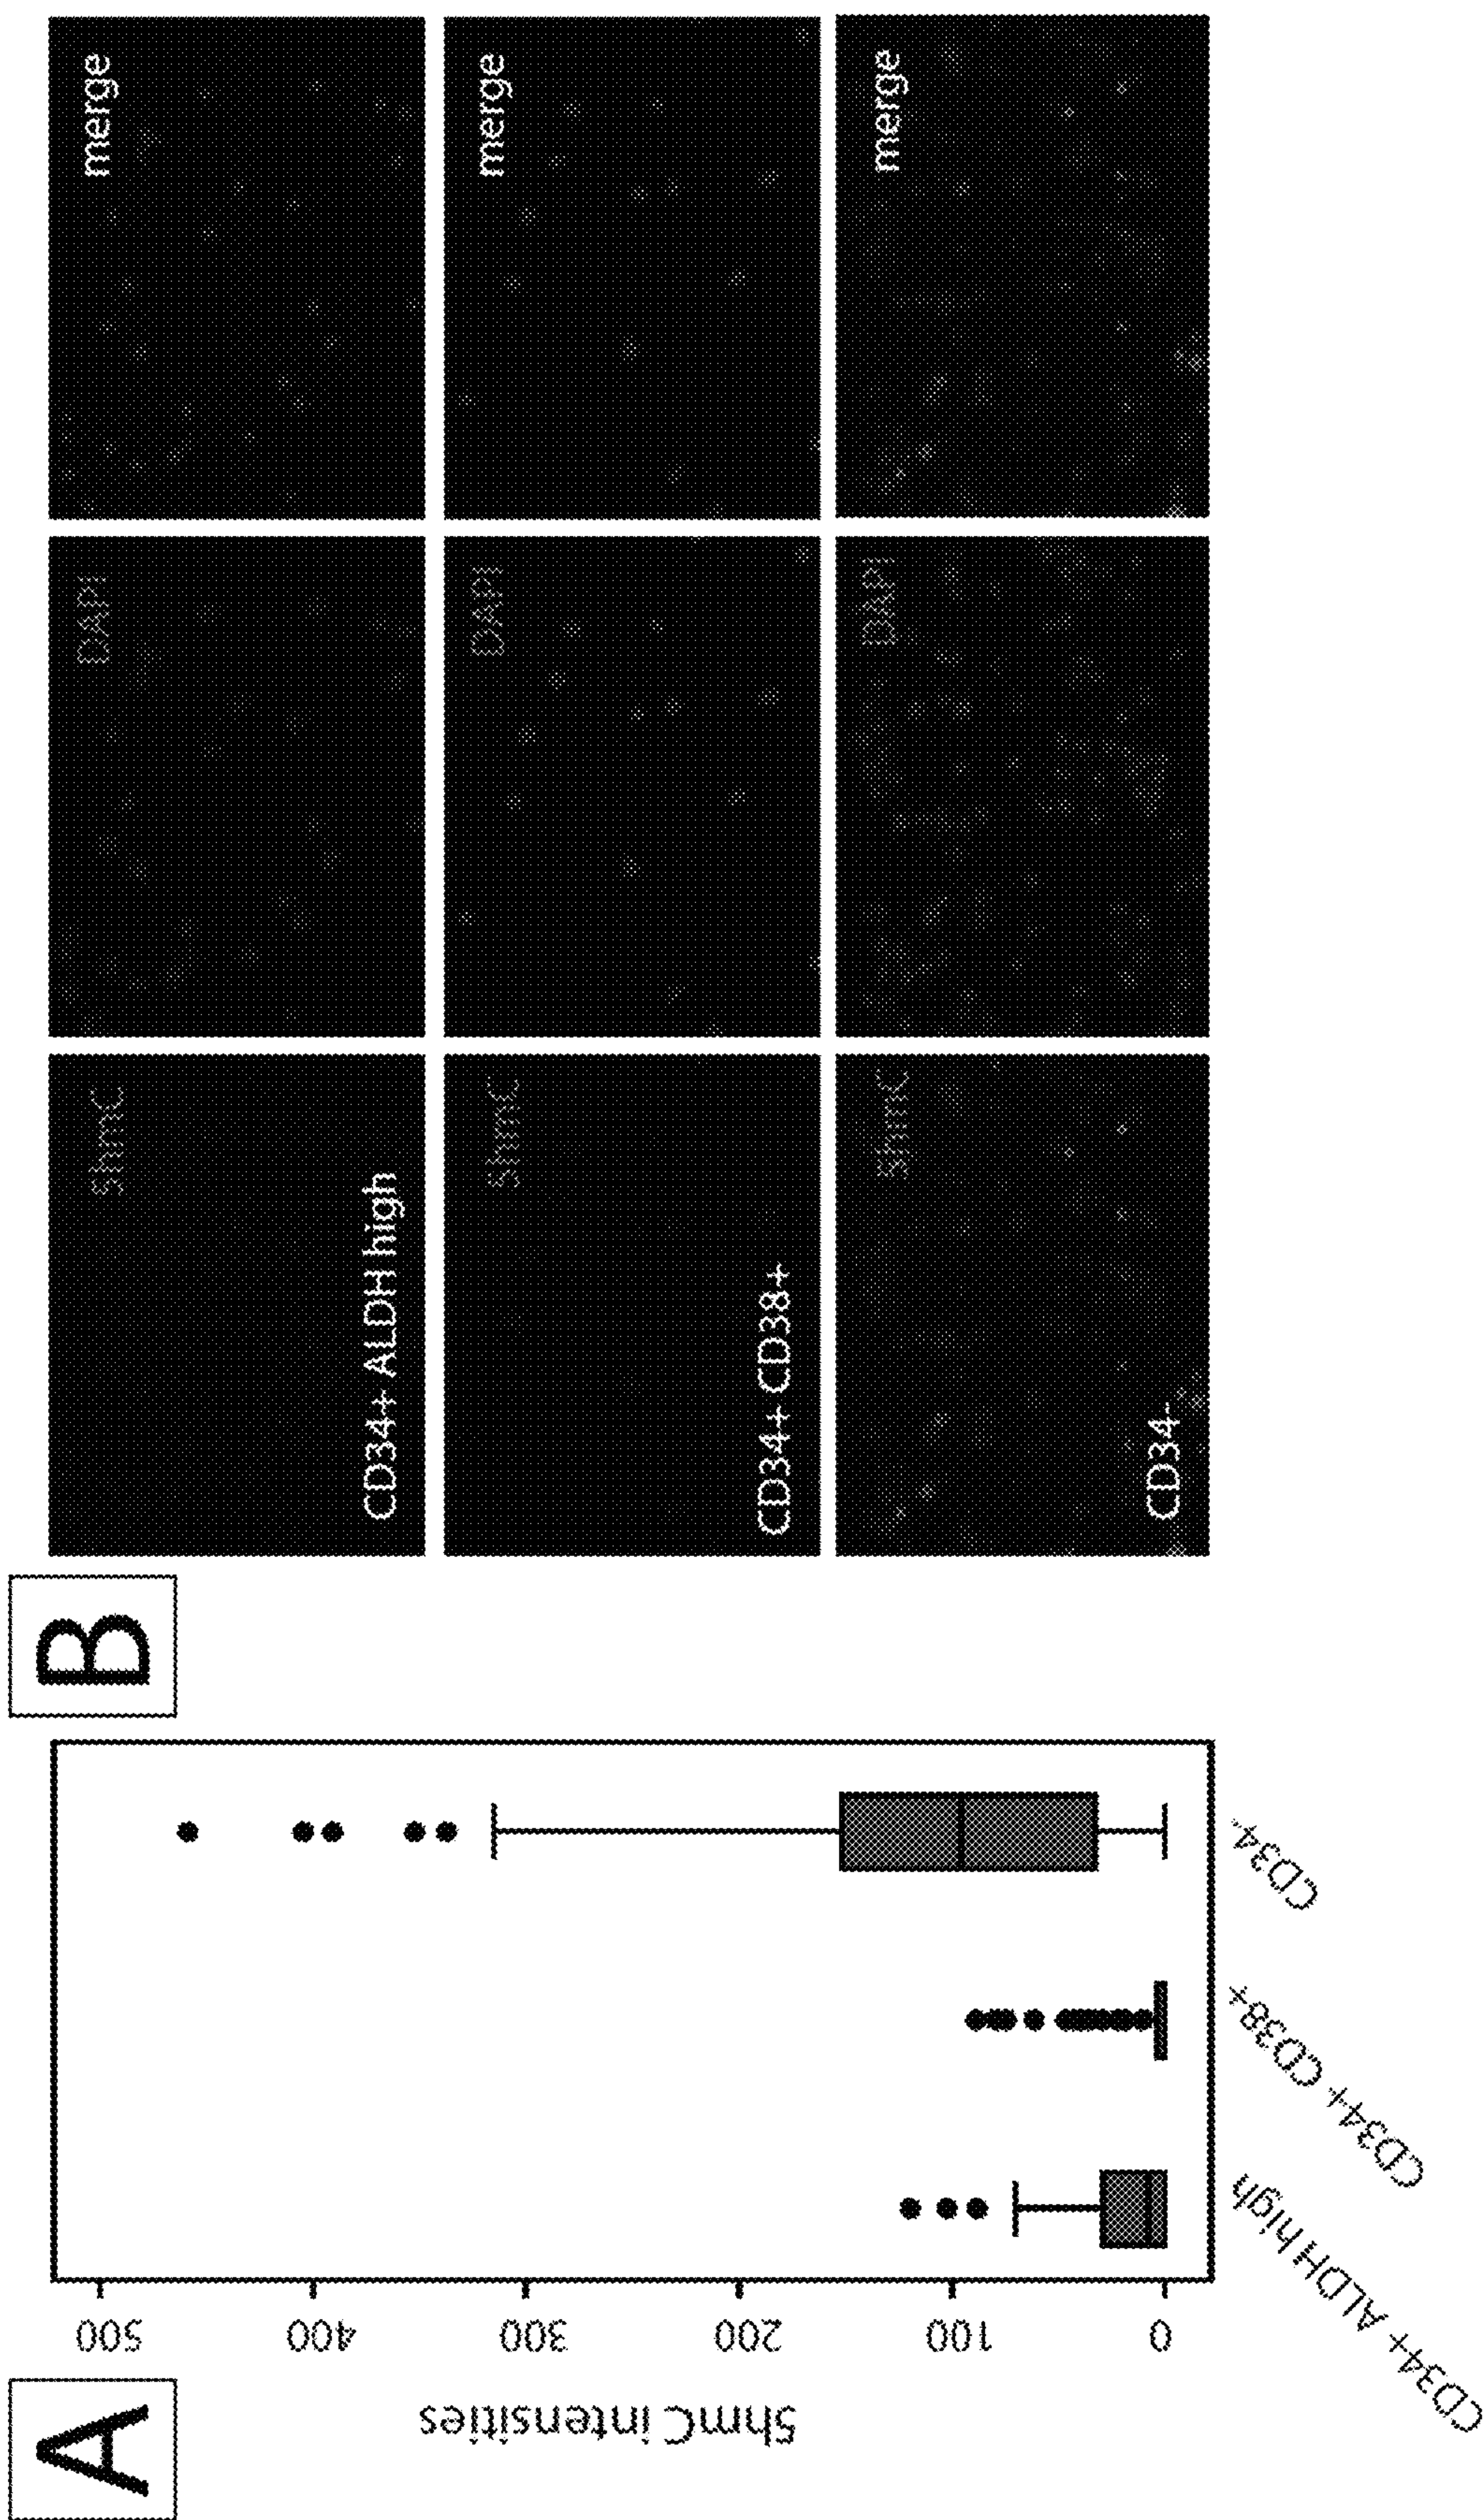 A
5hmC intensities
500
400
300
200
100
0
CD34+ ALDH high
CD34+ CD38+
CD34-
B
5hmC
DAPI
merge
CD34+ ALDH high
5hmC
DAPI
merge
CD34+ CD38+
5hmC
DAPI
merge
CD34-